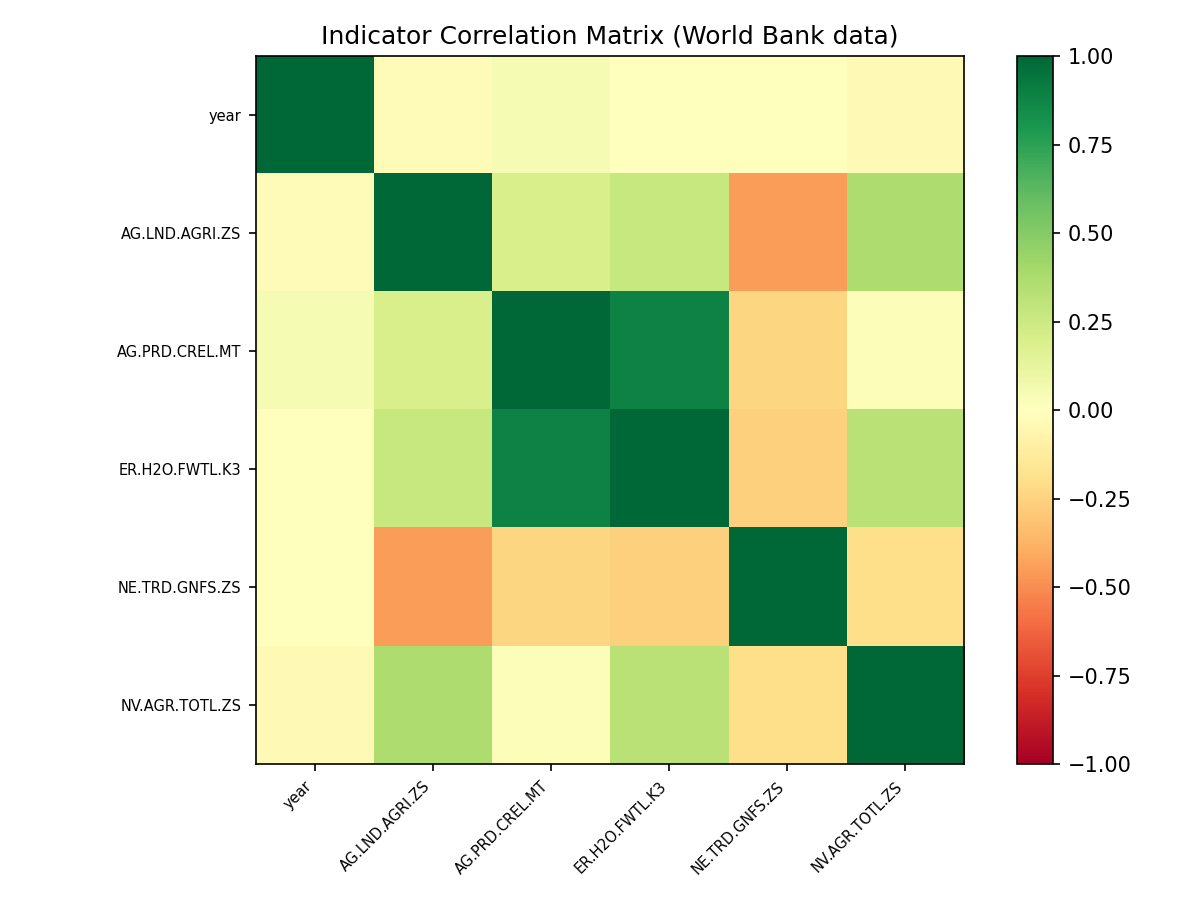 Indicator Correlation Matrix (World Bank data)
year
AG.LND.AGRI.ZS
AG.PRD.CREL.MT
ER.H2O.FWTL.K3
NE.TRD.GNFS.ZS
NV.AGR.TOTL.ZS
year
AG.LND.AGRI.ZS
AG.PRD.CREL.MT
ER.H2O.FWTL.K3
NE.TRD.GNFS.ZS
NV.AGR.TOTL.ZS
1.00
0.75
0.50
0.25
0.00
−0.25
−0.50
−0.75
−1.00